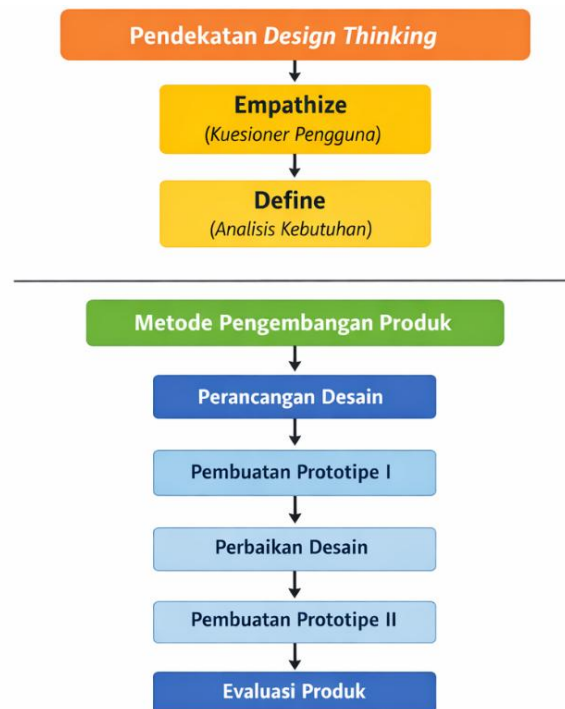 Pendekatan Design Thinking
Empathize
(Kuesioner Pengguna)
Define
(Analisis Kebutuhan)
Metode Pengembangan Produk
Perancangan Desain
Pembuatan Prototipe I
Perbaikan Desain
Pembuatan Prototipe II
Evaluasi Produk